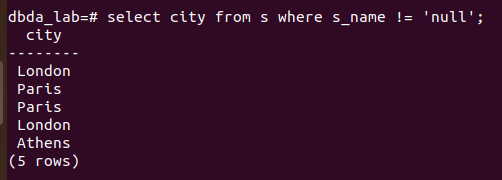 dbda_lab=# select city from s where s_name != 'null';
city
--------
London
Paris
Paris
London
Athens
(5 rows)